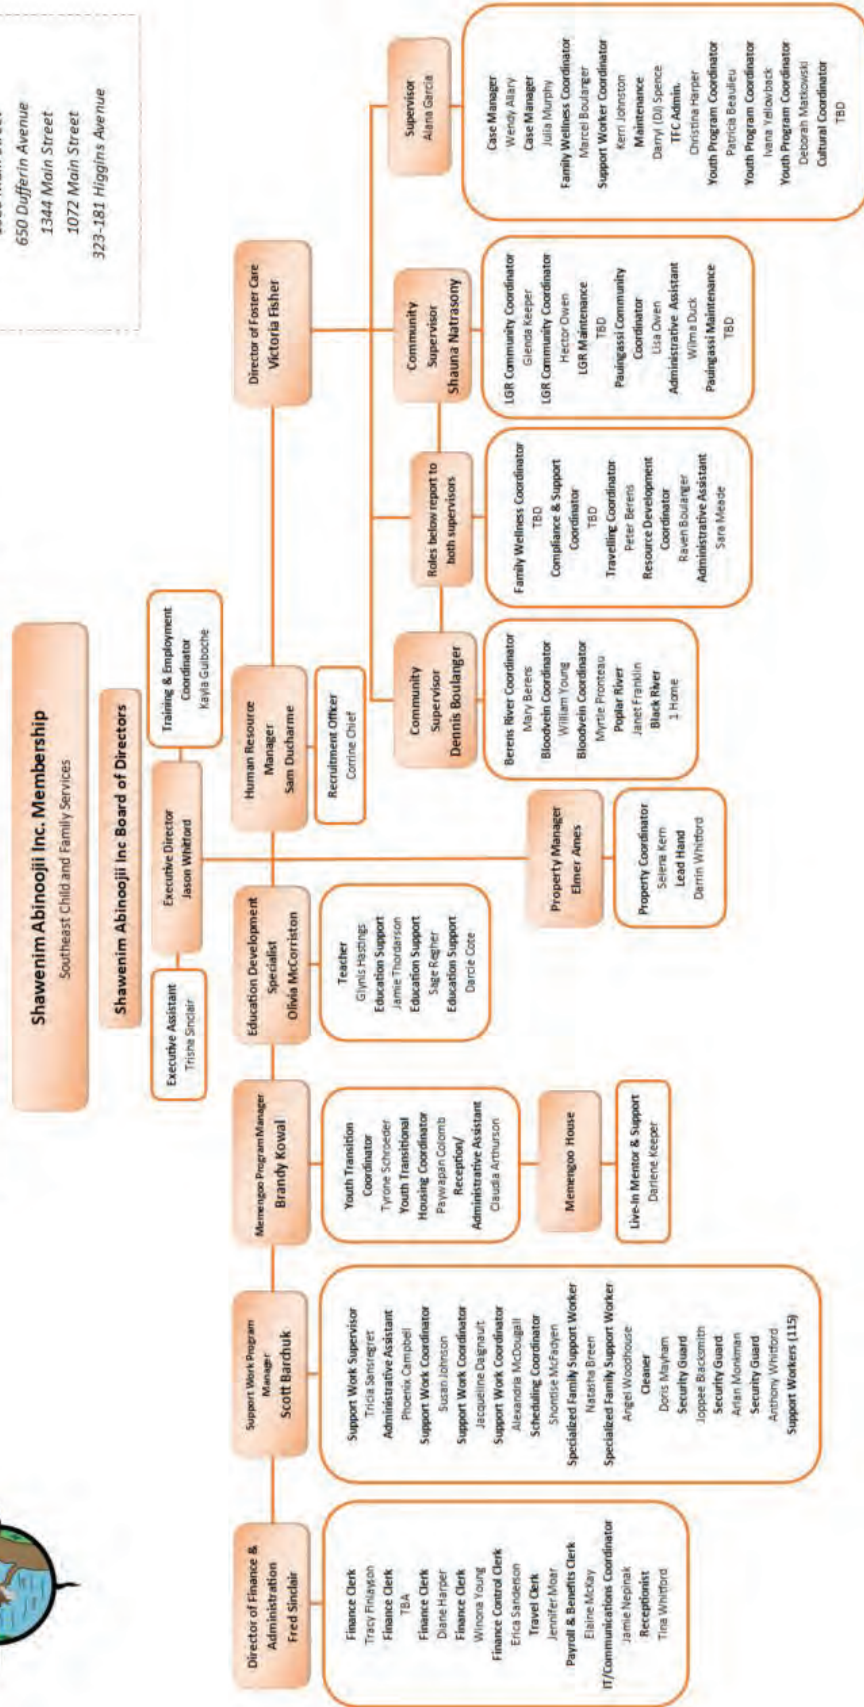 650 Dufferin Avenue
1344 Main Street
1072 Main Street
323-181 Higgins Avenue
Shawenim Abinoojii Inc. Membership
Southeast Child and Family Services
Shawenim Abinoojii Inc Board of Directors
Executive Assistant
Trisha Sinclair
Executive Director
Jason Whitford
Training & Employment
Coordinator
Kayla Guiboche
Director of Finance &
Administration
Fred Sinclair
Finance Clerk
Tracy Finlayson
Finance Clerk
TBA
Finance Clerk
Diane Harper
Finance Clerk
Winona Young
Finance Control Clerk
Erica Sanderson
Travel Clerk
Jennifer Moar
Payroll & Benefits Clerk
Elaine McKay
IT/Communications Coordinator
Jamie Nepinak
Receptionist
Tina Whitford
Support Work Program
Manager
Scott Barchuk
Support Work Supervisor
Tricia Sansregret
Administrative Assistant
Phoenix Campbell
Support Work Coordinator
Susan Johnson
Support Work Coordinator
Jacqueline Daignault
Support Work Coordinator
Alexandria McDougall
Scheduling Coordinator
Shontise McFadyen
Specialized Family Support Worker
Natasha Breen
Specialized Family Support Worker
Angel Woodhouse
Cleaner
Doris Mayham
Security Guard
Joppee Blacksmith
Security Guard
Arlan Monkman
Security Guard
Anthony Whitford
Support Workers (115)
Memengoo Program Manager
Brandy Kowal
Youth Transition
Coordinator
Tyrone Schroeder
Youth Transitional
Housing Coordinator
Paywapan Colomb
Reception/
Administrative Assistant
Claudia Arthurson
Memengoo House
Live-In Mentor & Support
Darlene Keeper
Education Development
Specialist
Olivia McCorriston
Teacher
Glynis Hastings
Education Support
Jamie Thordarson
Education Support
Sage Regher
Education Support
Darcie Cote
Human Resource
Manager
Sam Ducharme
Recruitment Officer
Corrine Chief
Property Manager
Elmer Ames
Property Coordinator
Selena Kern
Lead Hand
Darrin Whitford
Director of Foster Care
Victoria Fisher
Community
Supervisor
Dennis Boulanger
Berens River Coordinator
Mary Berens
Bloodvein Coordinator
William Young
Bloodvein Coordinator
Myrtle Pronteau
Poplar River
Janet Franklin
Black River
1 Home
Roles below report to
both supervisors
Family Wellness Coordinator
TBD
Compliance & Support
Coordinator
TBD
Travelling Coordinator
Peter Berens
Resource Development
Coordinator
Raven Boulanger
Administrative Assistant
Sara Meade
Community
Supervisor
Shauna Natrasony
LGR Community Coordinator
Glenda Keeper
LGR Community Coordinator
Hector Owen
LGR Maintenance
TBD
Pauingassi Community
Coordinator
Lisa Owen
Administrative Assistant
Wilma Duck
Pauingassi Maintenance
TBD
Supervisor
Alana Garcia
Case Manager
Wendy Allary
Case Manager
Julia Murphy
Family Wellness Coordinator
Marcel Boulanger
Support Worker Coordinator
Kerri Johnston
Maintenance
Darryl (DJ) Spence
TFC Admin.
Christina Harper
Youth Program Coordinator
Patricia Beaulieu
Youth Program Coordinator
Ivana Yellowback
Youth Program Coordinator
Deborah Matkowski
Cultural Coordinator
TBD